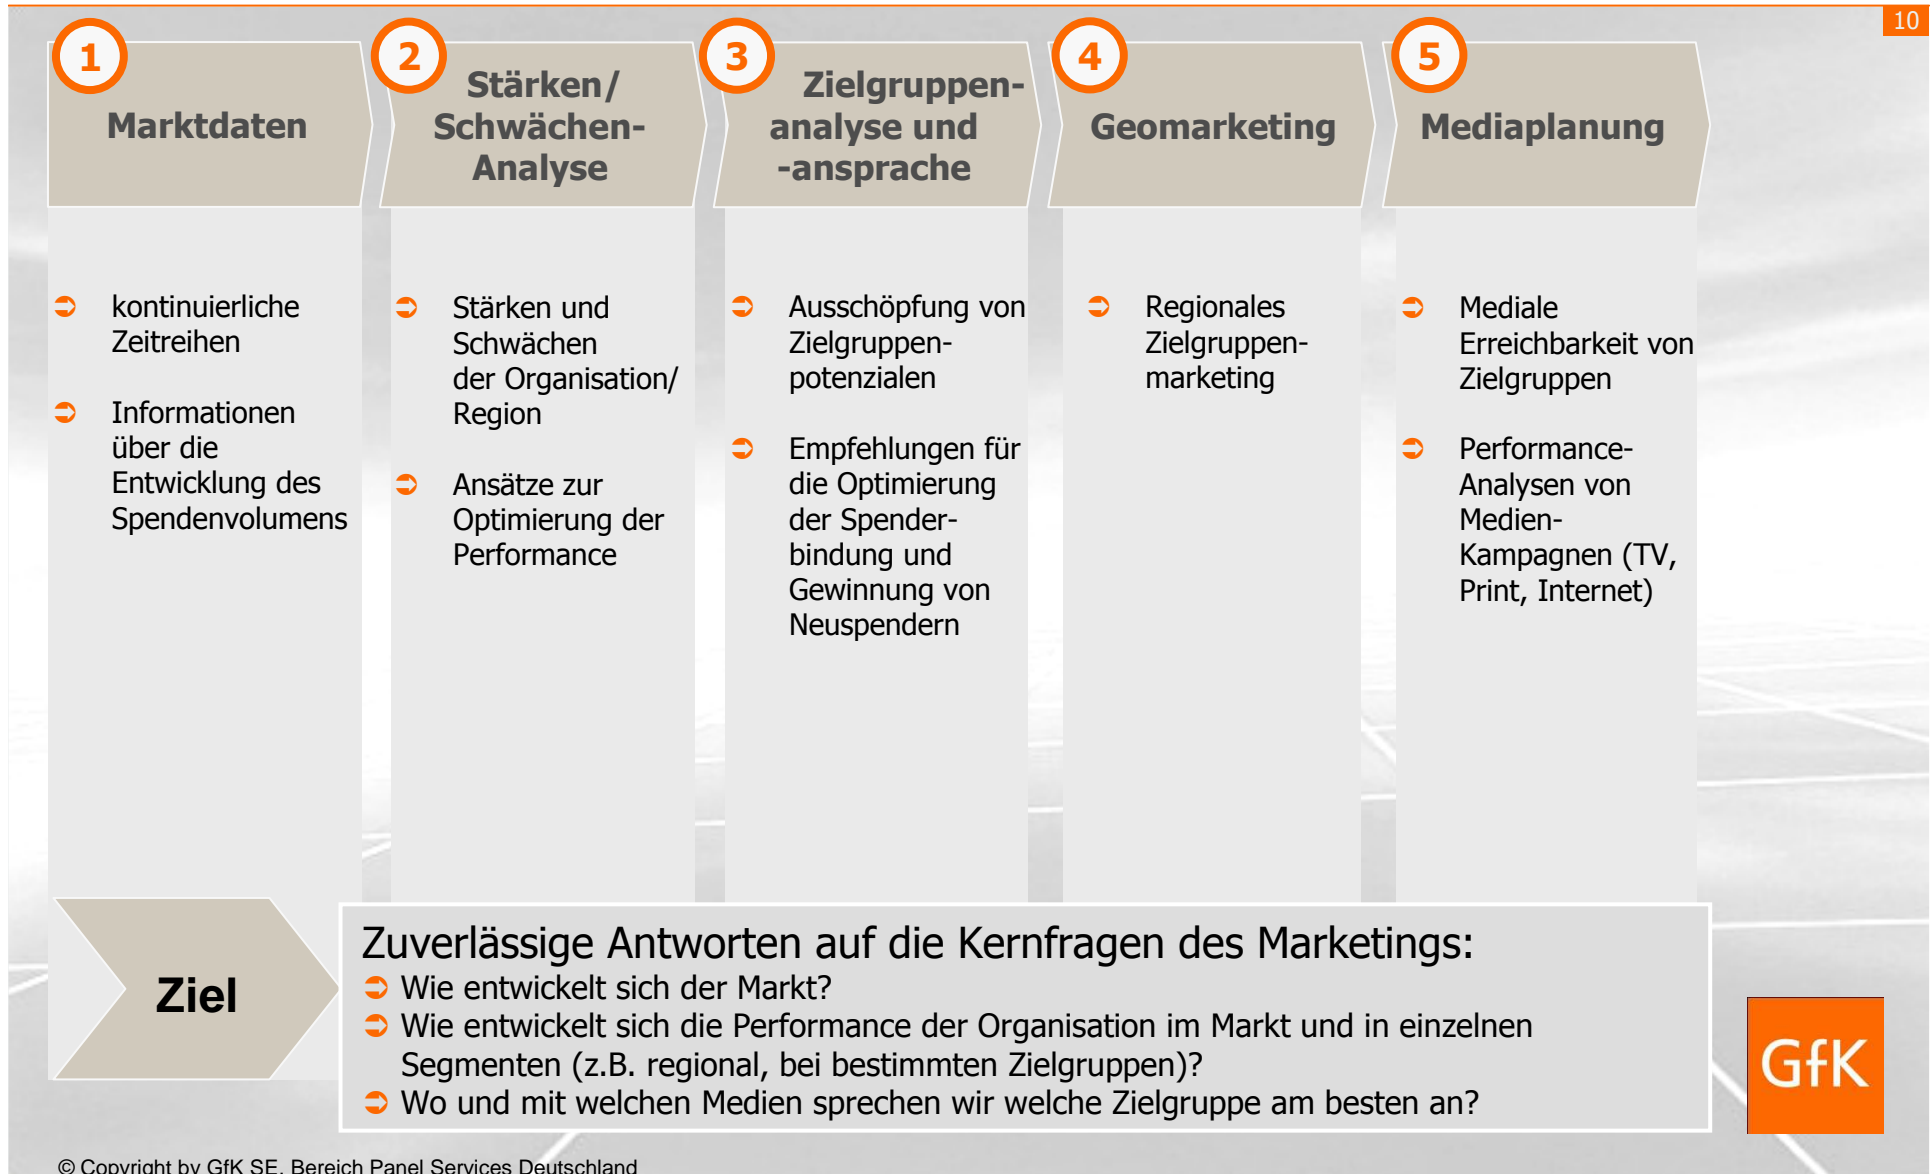 10
1
Marktdaten
kontinuierliche
Zeitreihen
Informationen
über die
Entwicklung des
Spendenvolumens
2
Stärken/
Schwächen-
Analyse
Stärken und
Schwächen
der Organisation/
Region
Ansätze zur
Optimierung der
Performance
3
Zielgruppen-
analyse und
-ansprache
Ausschöpfung von
Zielgruppen-
potenzialen
Empfehlungen für
die Optimierung
der Spender-
bindung und
Gewinnung von
Neuspendern
4
Geomarketing
Regionales
Zielgruppen-
marketing
5
Mediaplanung
Mediale
Erreichbarkeit von
Zielgruppen
Performance-
Analysen von
Medien-
Kampagnen (TV,
Print, Internet)
Ziel
Zuverlässige Antworten auf die Kernfragen des Marketings:
Wie entwickelt sich der Markt?
Wie entwickelt sich die Performance der Organisation im Markt und in einzelnen
Segmenten (z.B. regional, bei bestimmten Zielgruppen)?
Wo und mit welchen Medien sprechen wir welche Zielgruppe am besten an?
GfK
© Copyright by GfK SE, Bereich Panel Services Deutschland